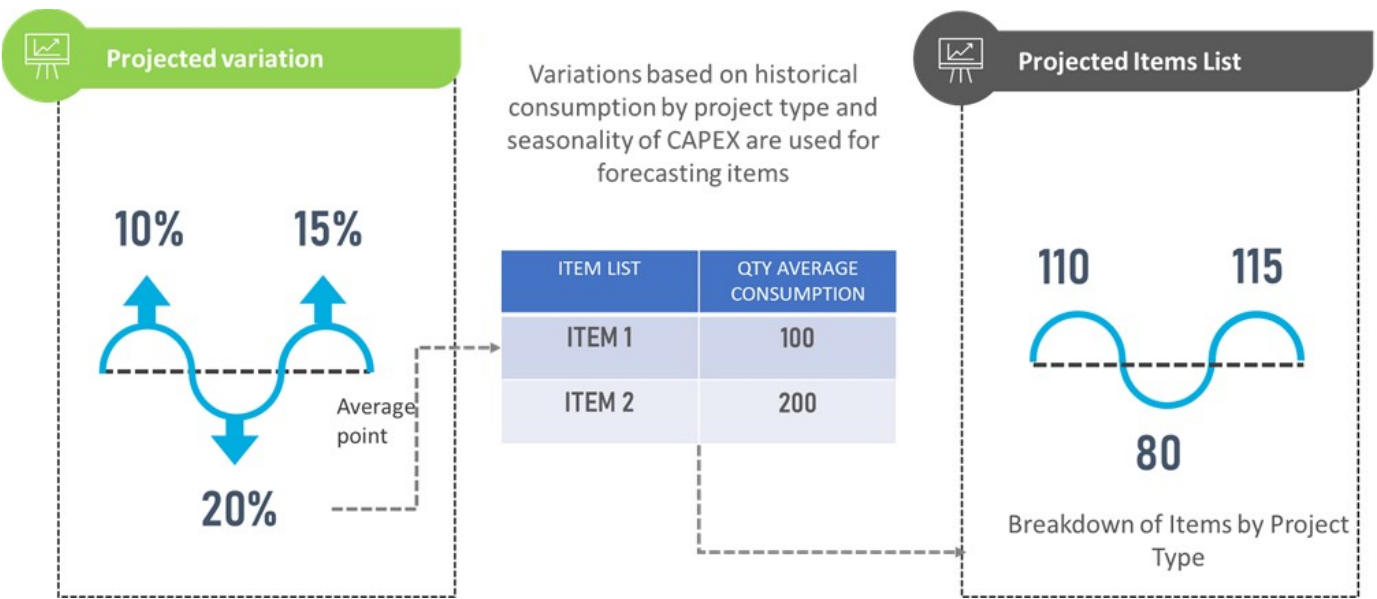 Projected variation
10%
15%
Average
point
20%
Variations based on historical
consumption by project type and
seasonality of CAPEX are used for
forecasting items
ITEM LIST
QTY AVERAGE
CONSUMPTION
ITEM 1
100
ITEM 2
200
Projected Items List
110
115
80
Breakdown of Items by Project
Type